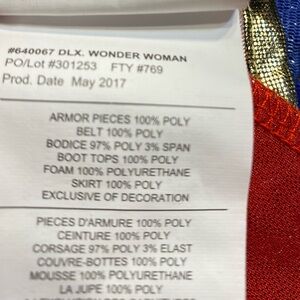 #640067 DLX. WONDER WOMAN
PO/Lot #301253 FTY #769
Prod. Date May 2017
ARMOR PIECES 100% POLY
BELT 100% POLY
BODICE 97% POLY 3% SPAN
BOOT TOPS 100% POLY
FOAM 100% POLYURETHANE
SKIRT 100% POLY
EXCLUSIVE OF DECORATION
PIECES D'ARMURE 100% POLY
CEINTURE 100% POLY
CORSAGE 97% POLY 3% ELAST
COUVRE-BOTTES 100% POLY
MOUSSE 100% POLYURETHANE
LA JUPE 100% POLY